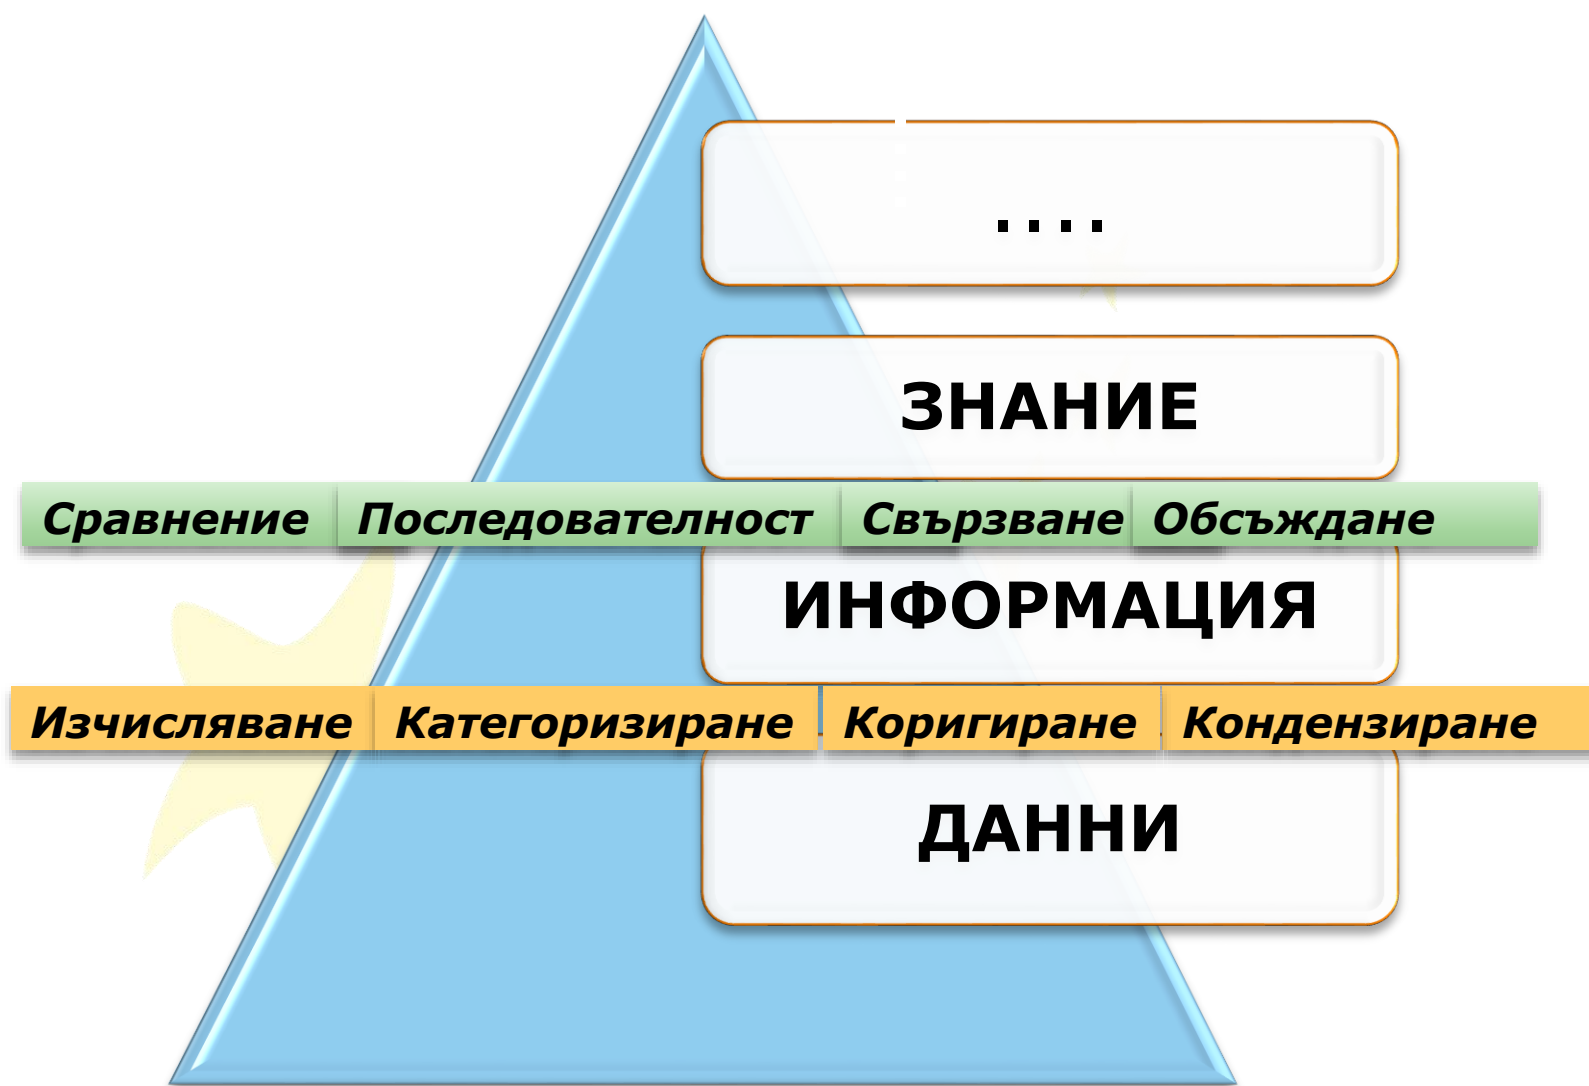 ....
ЗНАНИЕ
Сравнение Последователност Свързване Обсъждане
ИНФОРМАЦИЯ
Изчисляване Категоризиране Коригиране Кондензиране
ДАННИ